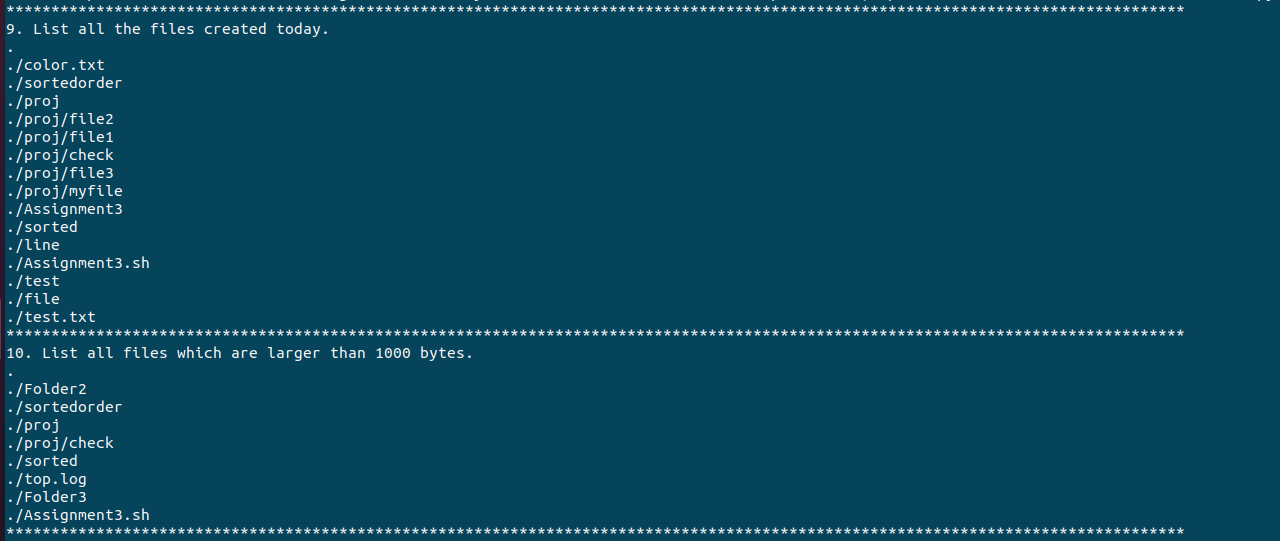 ***********************************************************************************************************************************
9. List all the files created today.
.
./color.txt
./sortedorder
./proj
./proj/file2
./proj/file1
./proj/check
./proj/file3
./proj/myfile
./Assignment3
./sorted
./line
./Assignment3.sh
./test
./file
./test.txt
***********************************************************************************************************************************
10. List all files which are larger than 1000 bytes.
.
./Folder2
./sortedorder
./proj
./proj/check
./sorted
./top.log
./Folder3
./Assignment3.sh
***********************************************************************************************************************************